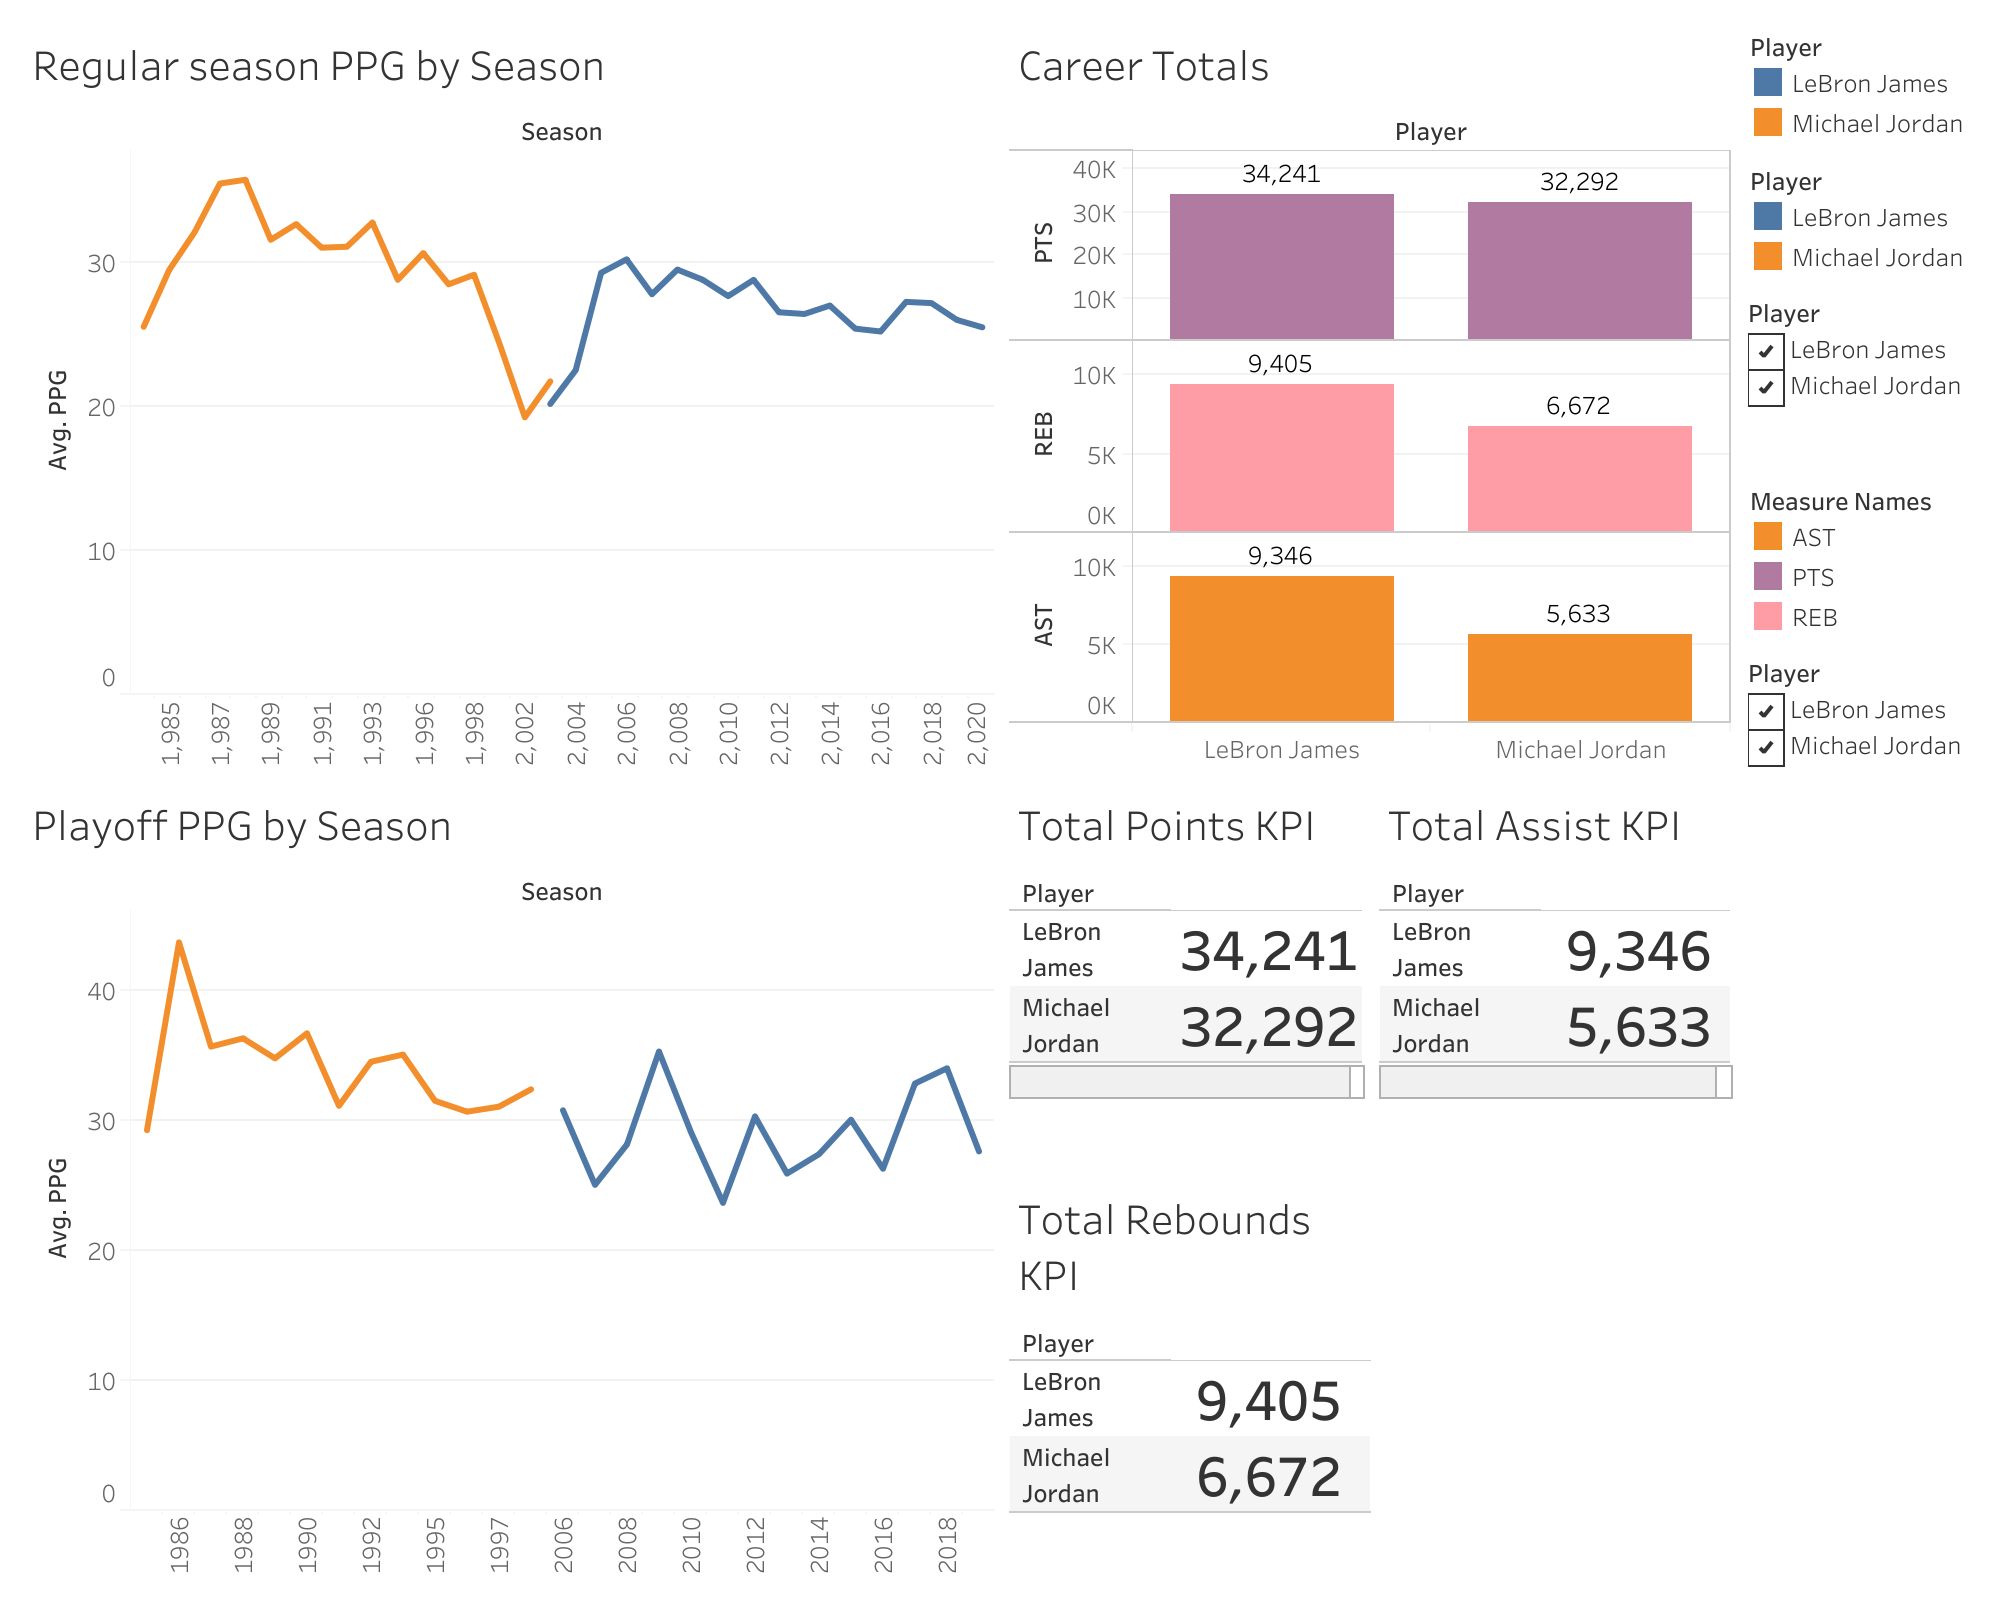 Regular season PPG by Season
Season
Avg. PPG
30
20
10
0
1,985
1,987
1,989
1,991
1,993
1,996
1,998
2,002
2,004
2,006
2,008
2,010
2,012
2,014
2,016
2,018
2,020
Career Totals
Player
PTS
40K
30K
20K
10K
34,241
32,292
REB
10K
5K
0K
9,405
6,672
AST
10K
5K
0K
9,346
5,633
LeBron James
Michael Jordan
Player
LeBron James
Michael Jordan
Player
LeBron James
Michael Jordan
Player
LeBron James
Michael Jordan
Measure Names
AST
PTS
REB
Player
LeBron James
Michael Jordan
Playoff PPG by Season
Season
Avg. PPG
40
30
20
10
0
1986
1988
1990
1992
1995
1997
2006
2008
2010
2012
2014
2016
2018
Total Points KPI
Player
LeBron
James
34,241
Michael
Jordan
32,292
Total Assist KPI
Player
LeBron
James
9,346
Michael
Jordan
5,633
Total Rebounds
KPI
Player
LeBron
James
9,405
Michael
Jordan
6,672